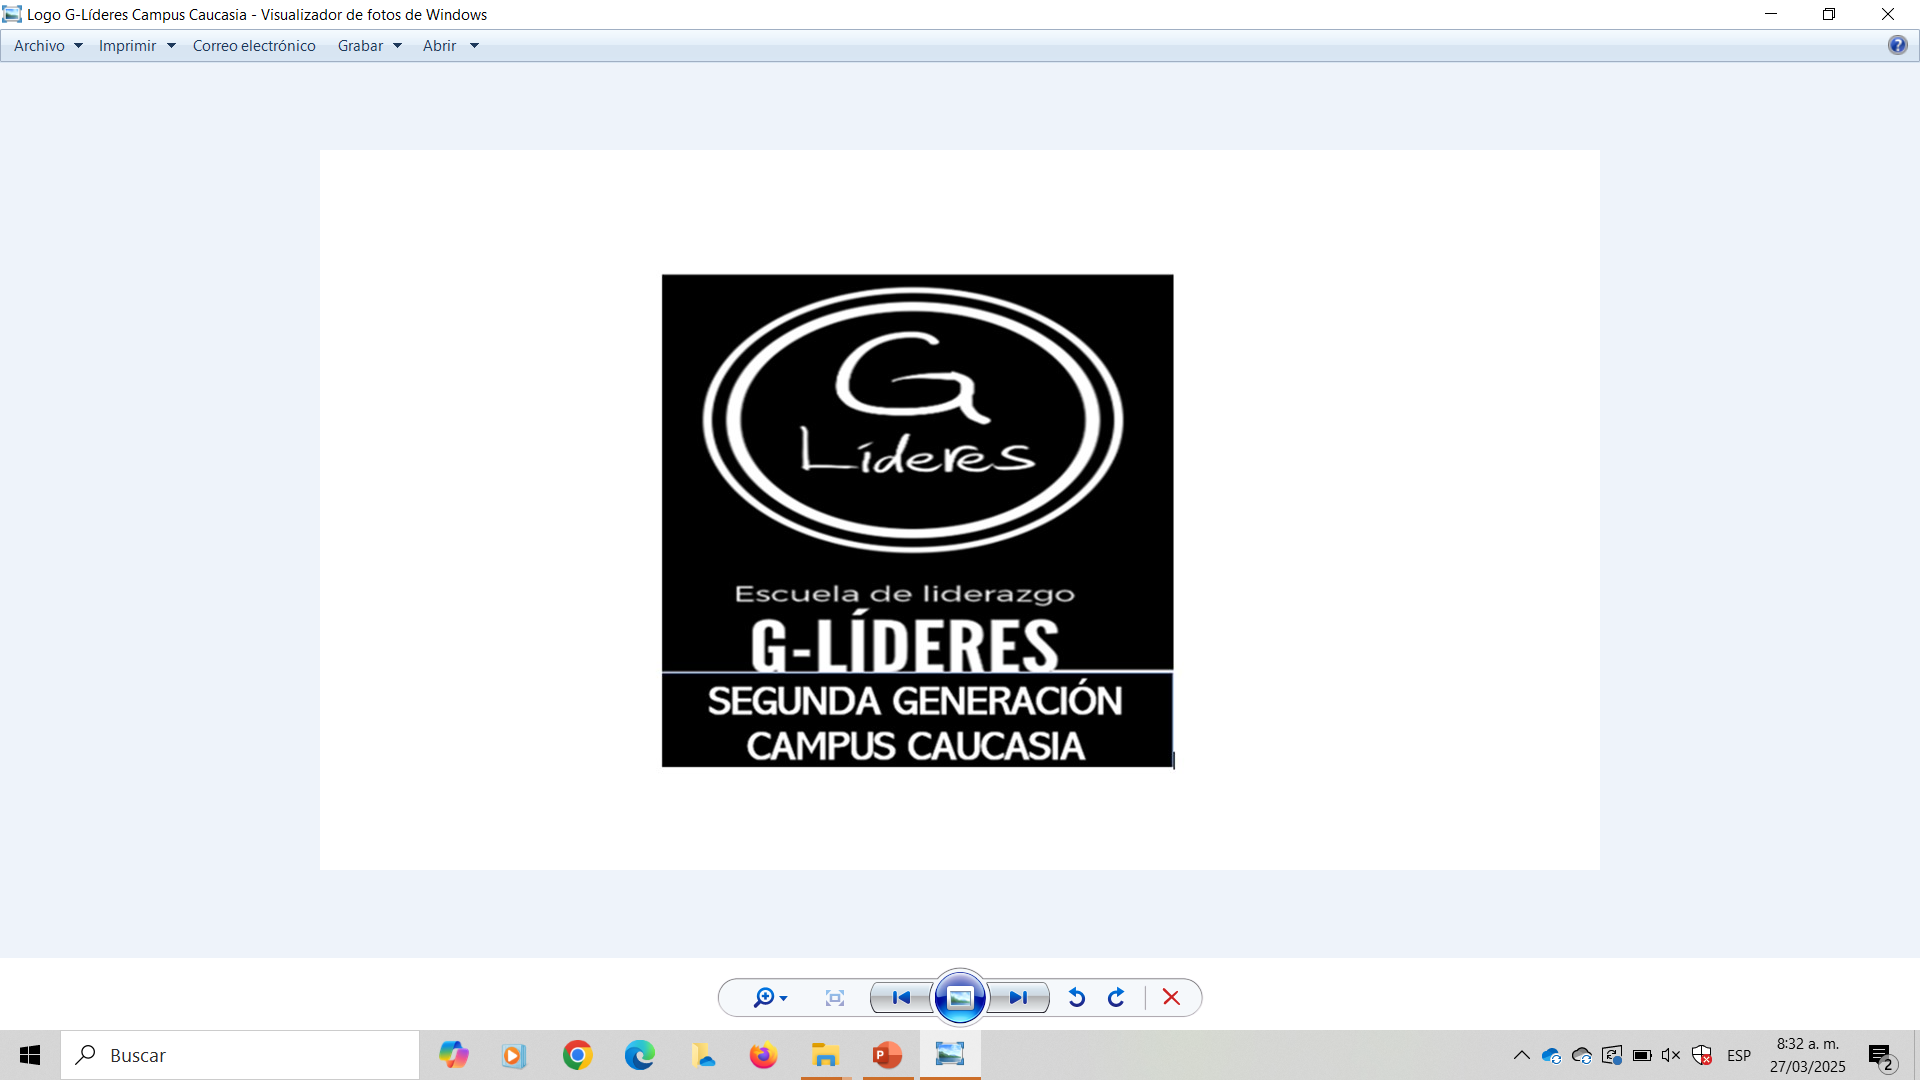 Logo G-Líderes Campus Caucasia - Visualizador de fotos de Windows
Archivo Imprimir Correo electrónico Grabar Abrir
G
Líderes
Escuela de liderazgo
G-LÍDERES
SEGUNDA GENERACIÓN
CAMPUS CAUCASIA
Buscar
ESP
8:32 a. m.
27/03/2025
2